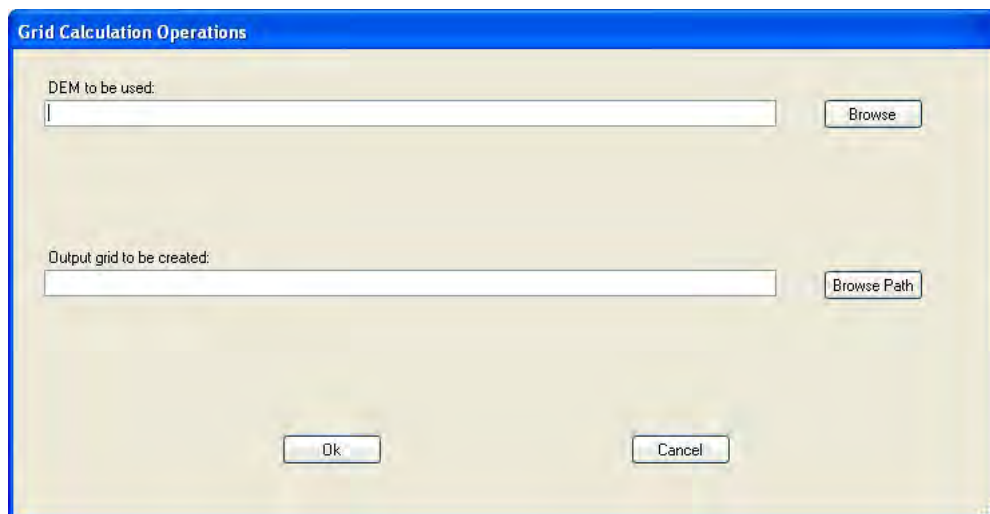 Grid Calculation Operations
DEM to be used:
Browse
Output grid to be created:
Browse Path
Ok
Cancel